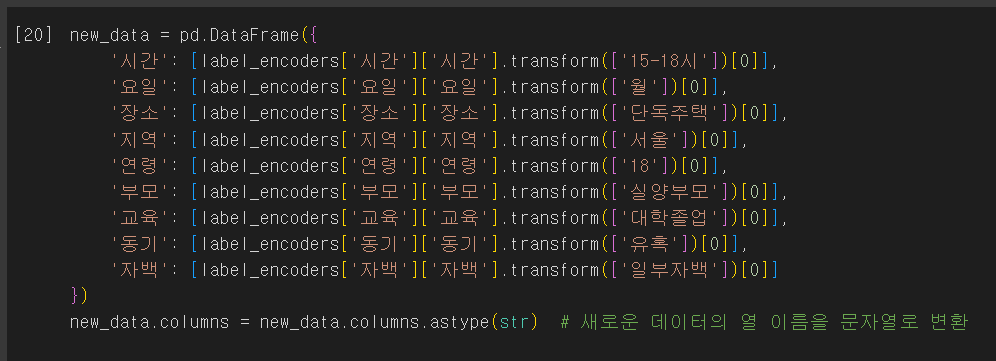 [20] new_data = pd.DataFrame({
'시간': [label_encoders['시간']['시간'].transform(['15-18시'])[0]],
'요일': [label_encoders['요일']['요일'].transform(['월'])[0]],
'장소': [label_encoders['장소']['장소'].transform(['단독주택'])[0]],
'지역': [label_encoders['지역']['지역'].transform(['서울'])[0]],
'연령': [label_encoders['연령']['연령'].transform(['18'])[0]],
'부모': [label_encoders['부모']['부모'].transform(['실양부모'])[0]],
'교육': [label_encoders['교육']['교육'].transform(['대학졸업'])[0]],
'동기': [label_encoders['동기']['동기'].transform(['유혹'])[0]],
'자백': [label_encoders['자백']['자백'].transform(['일부자백'])[0]]
})
new_data.columns = new_data.columns.astype(str)  # 새로운 데이터의 열 이름을 문자열로 변환